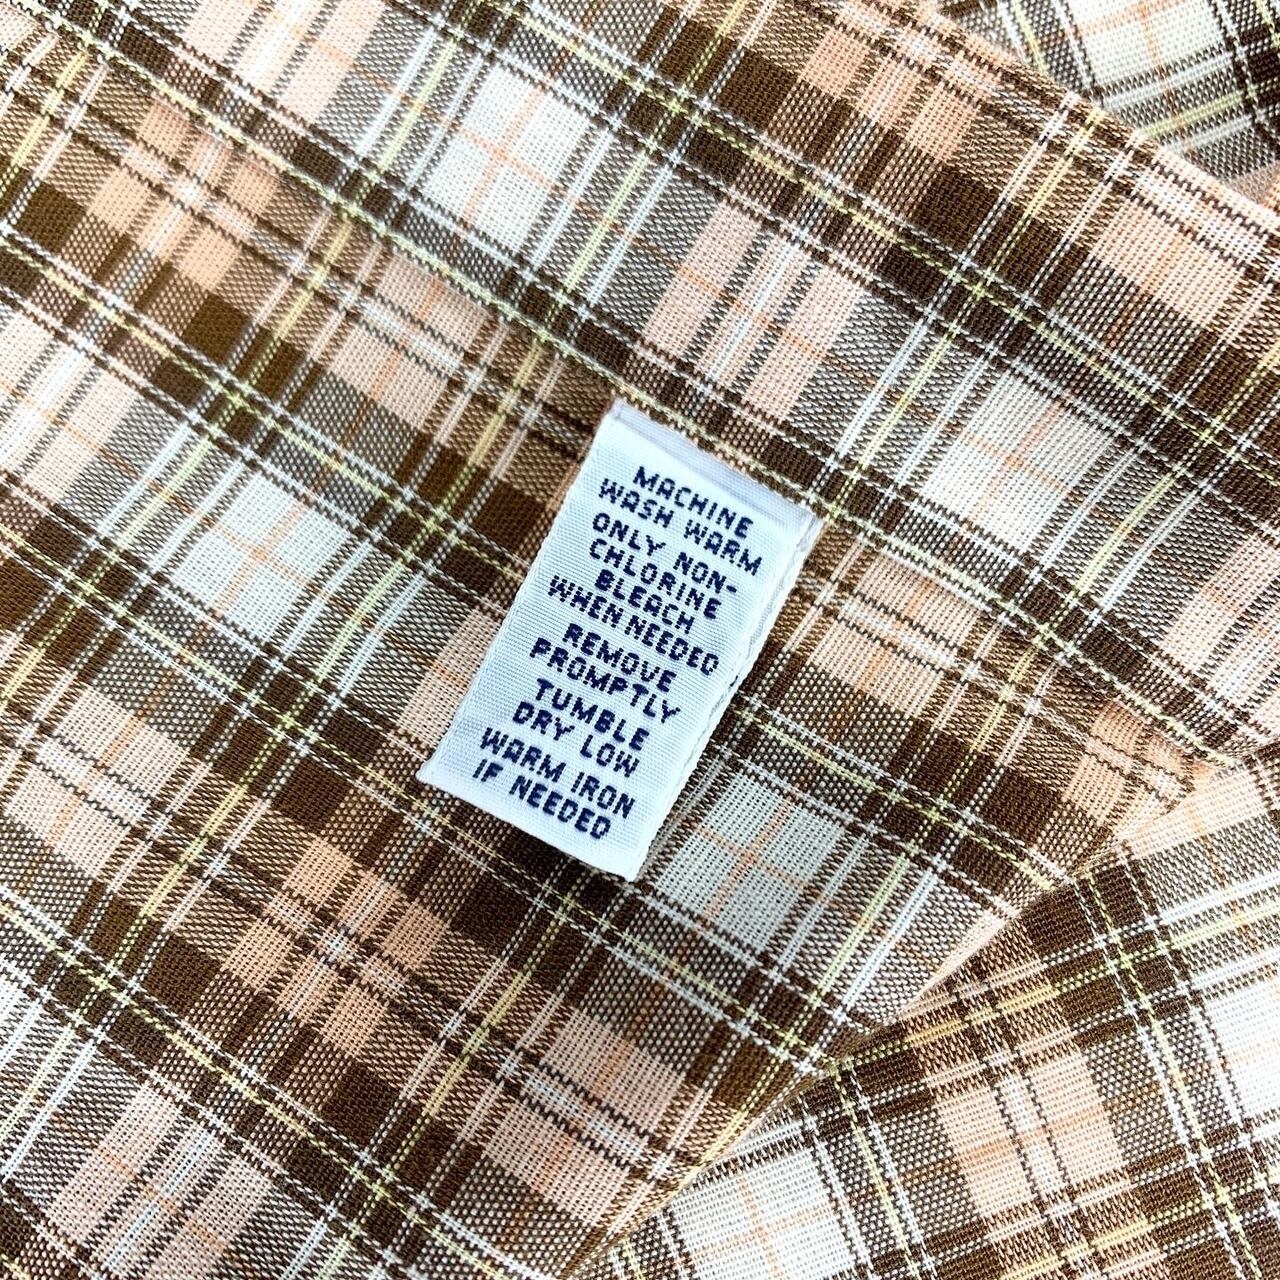 MACHINE
WASH WARM
ONLY NON-
CHLORINE
BLEACH
WHEN NEEDED
REMOVE
PROMPTLY
TUMBLE
DRY LOW
WARM IRON
IF NEEDED